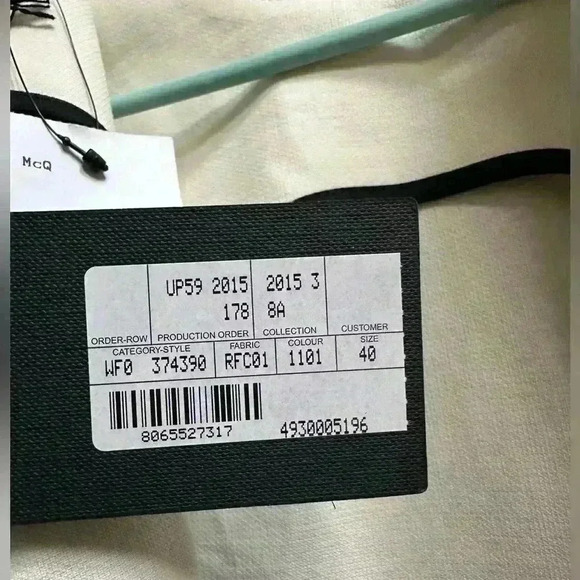 McQ
UP59 2015 2015 3
178 8A
ORDER-ROW PRODUCTION ORDER COLLECTION CUSTOMER
CATEGORY-STYLE FABRIC COLOUR SIZE
WF0 374390 RFC01 1101 40
8065527317 4930005196